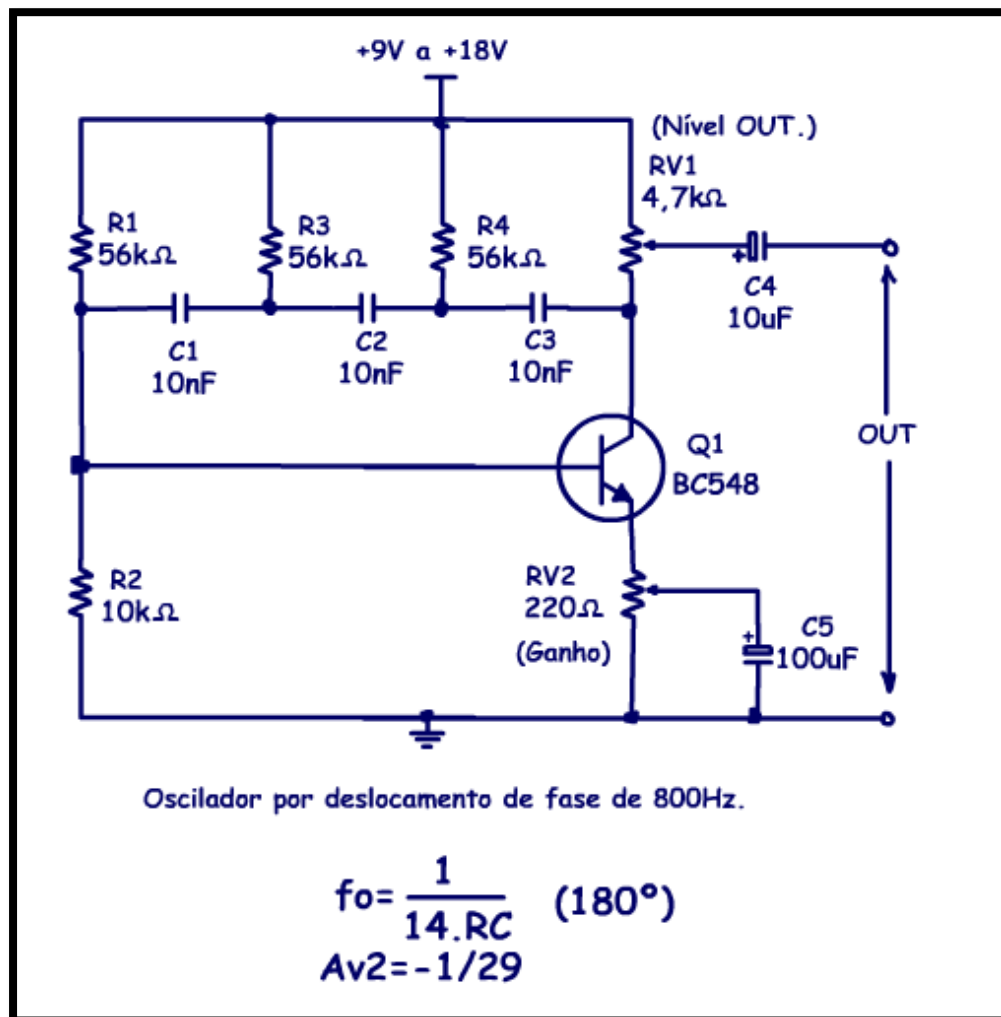 +9V a +18V
(Nível OUT.)
RV1
4,7kΩ
R1
56kΩ
R3
56kΩ
R4
56kΩ
+
C4
10uF
C1
10nF
C2
10nF
C3
10nF
OUT
Q1
BC548
R2
10kΩ
RV2
220Ω
(Ganho)
+
C5
100uF
Oscilador por deslocamento de fase de 800Hz.
fo= 1
14.RC (180º)
Av2=-1/29